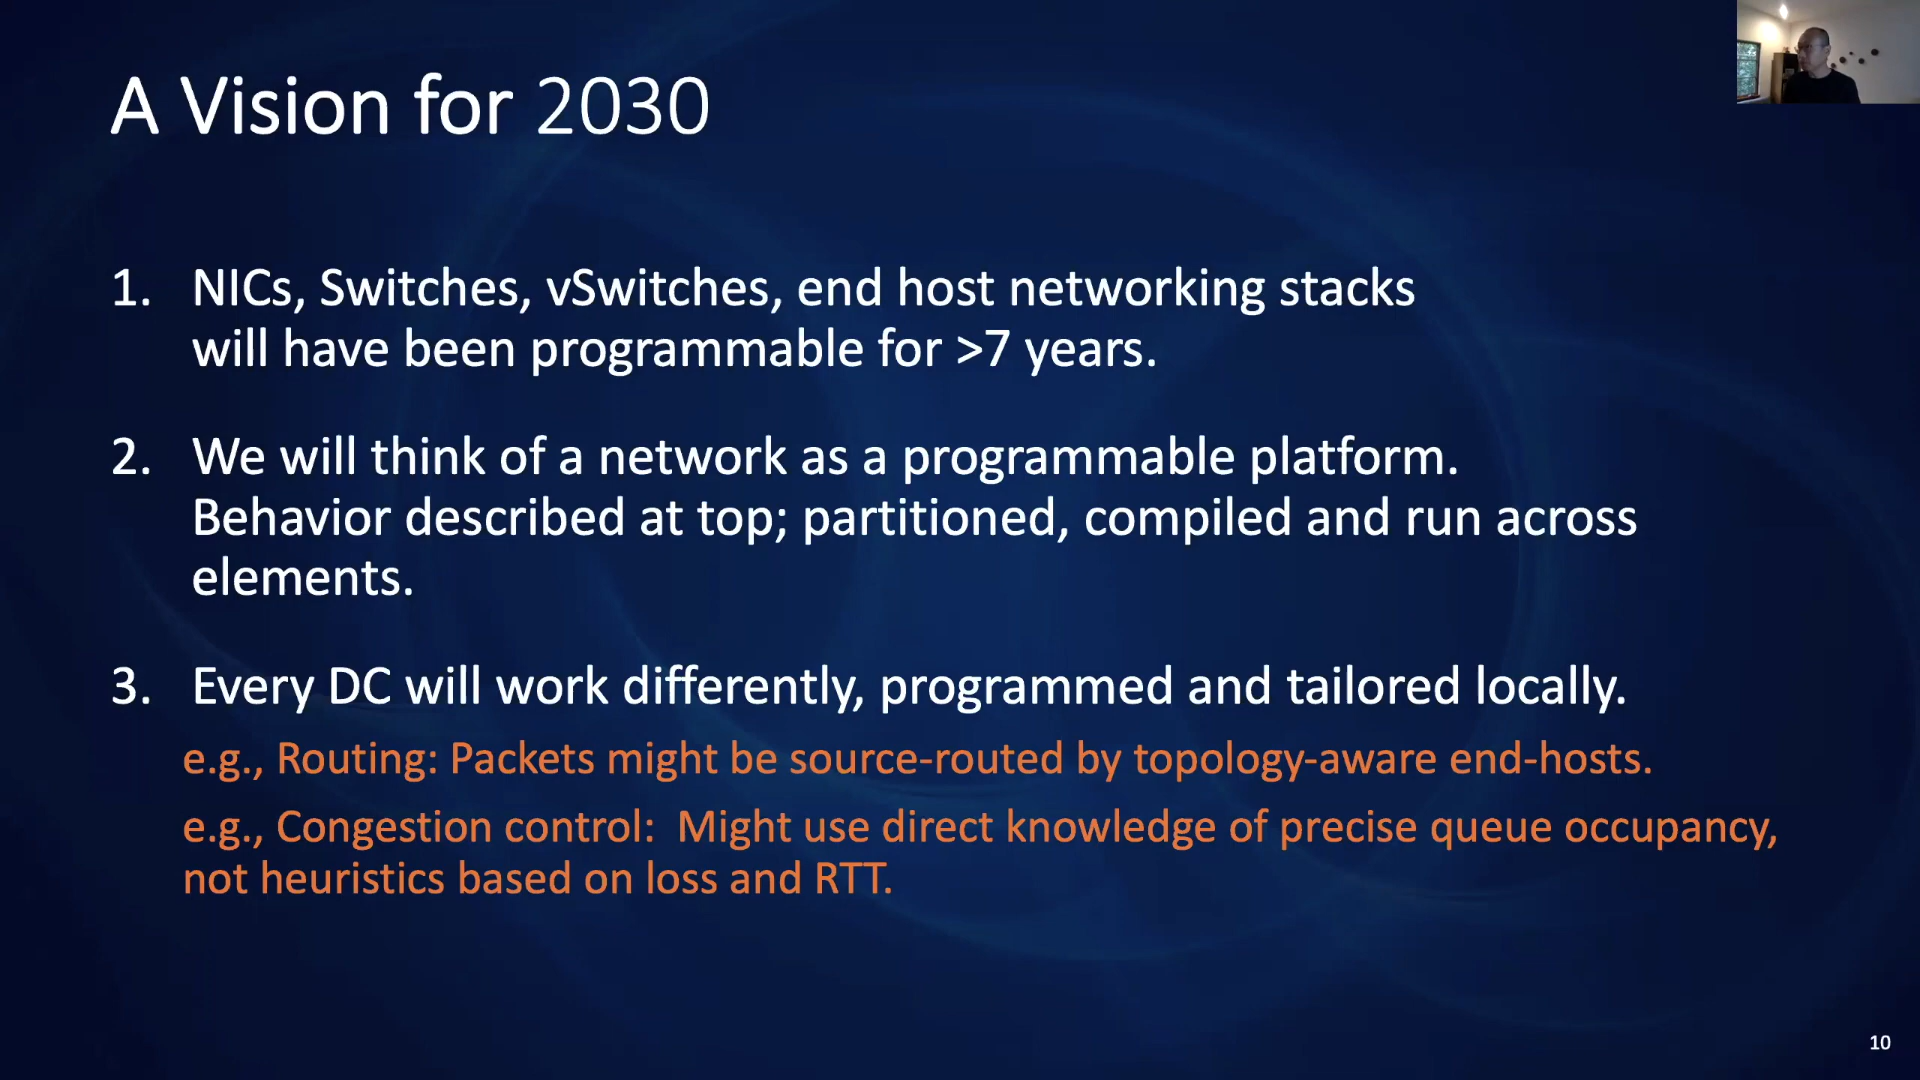 A Vision for 2030
1. NICs, Switches, vSwitches, end host networking stacks
will have been programmable for >7 years.
2. We will think of a network as a programmable platform.
Behavior described at top; partitioned, compiled and run across
elements.
3. Every DC will work differently, programmed and tailored locally.
e.g., Routing: Packets might be source-routed by topology-aware end-hosts.
e.g., Congestion control: Might use direct knowledge of precise queue occupancy,
not heuristics based on loss and RTT.
10